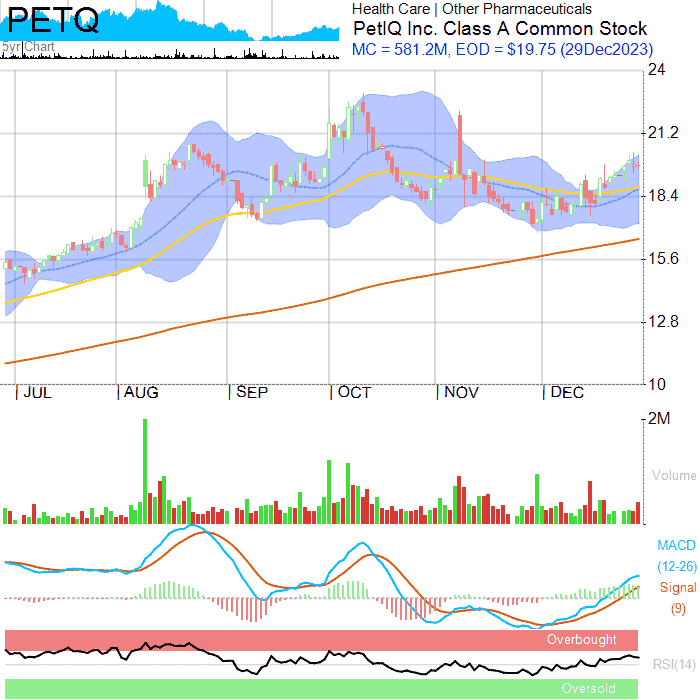 PETQ
5yr Chart
Health Care | Other Pharmaceuticals
PetIQ Inc. Class A Common Stock
MC = 581.2M, EOD = $19.75 (29Dec2023)
24
21.2
18.4
15.6
12.8
10
| JUL | AUG | SEP | OCT | NOV | DEC
2M
Volume
MACD
(12-26)
Signal
(9)
Overbought
RSI(14)
Oversold